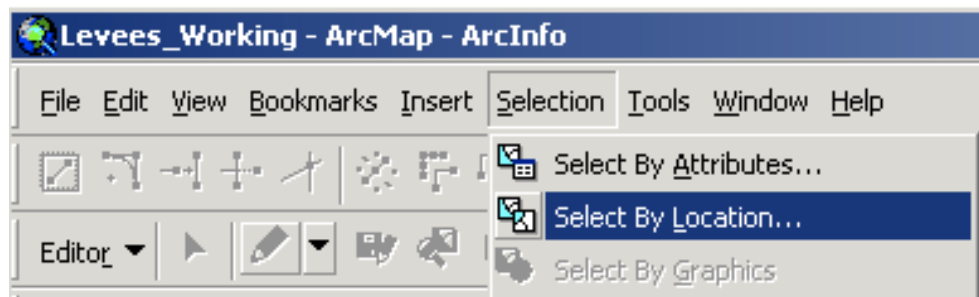 Levees_Working - ArcMap - ArcInfo
File Edit View Bookmarks Insert Selection Tools Window Help
Select By Attributes...
Select By Location...
Editor
Select By Graphics